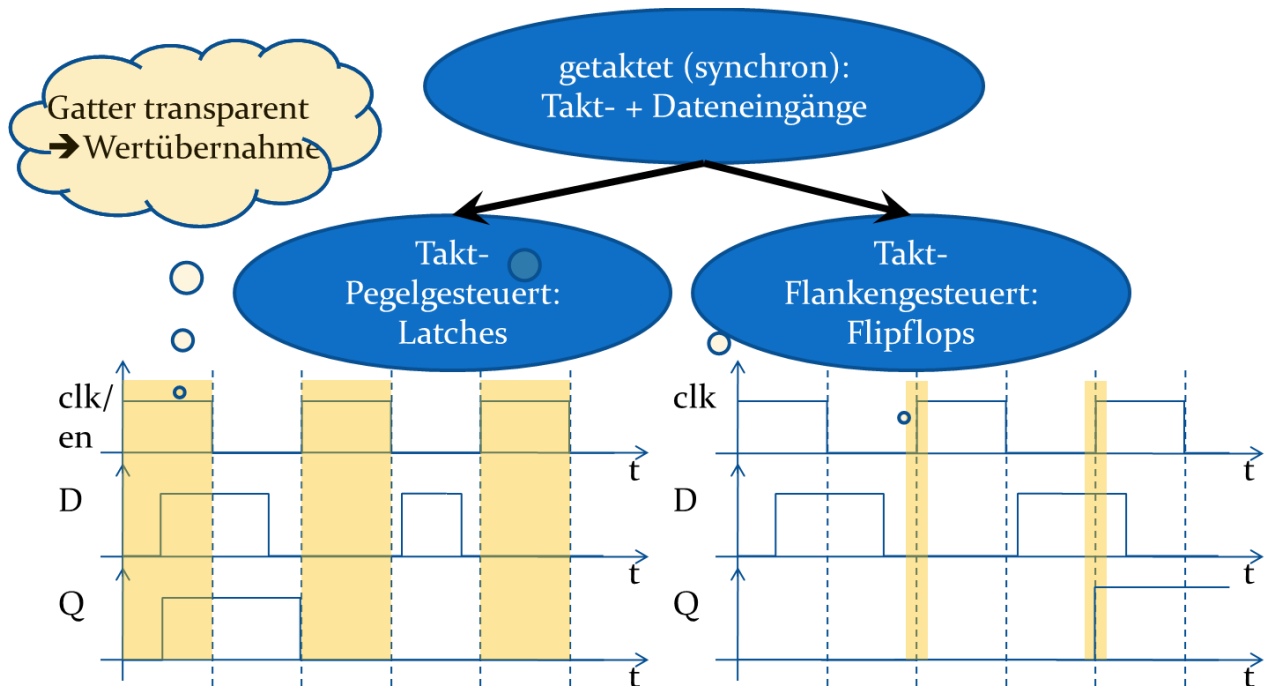 getaktet (synchron):
Takt- + Dateneingänge
Gatter transparent
➔ Wertübernahme
Takt-
Pegelgesteuert:
Latches
Takt-
Flankengesteuert:
Flipflops
clk/
en
t
D
t
Q
t
clk
t
D
t
Q
t